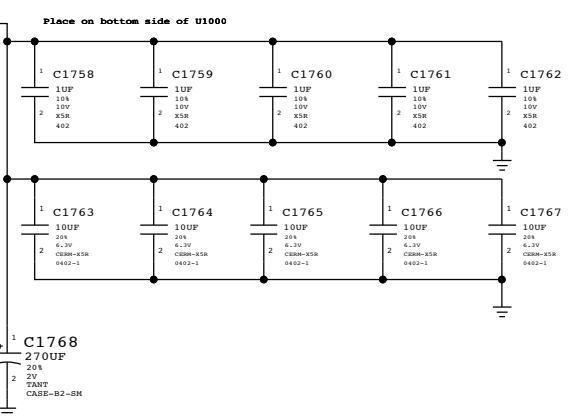 Place on bottom side of U1000
1 C1758
1UF
10%
10V
2 X5R
402
1 C1759
1UF
10%
10V
2 X5R
402
1 C1760
1UF
10%
10V
2 X5R
402
1 C1761
1UF
10%
10V
2 X5R
402
1 C1762
1UF
10%
10V
2 X5R
402
1 C1763
10UF
20%
2 6.3V
CERM-X5R
0402-1
1 C1764
10UF
20%
2 6.3V
CERM-X5R
0402-1
1 C1765
10UF
20%
2 6.3V
CERM-X5R
0402-1
1 C1766
10UF
20%
2 6.3V
CERM-X5R
0402-1
1 C1767
10UF
20%
2 6.3V
CERM-X5R
0402-1
1 C1768
+ 270UF
20%
2 2V
TANT
CASE-B2-SM